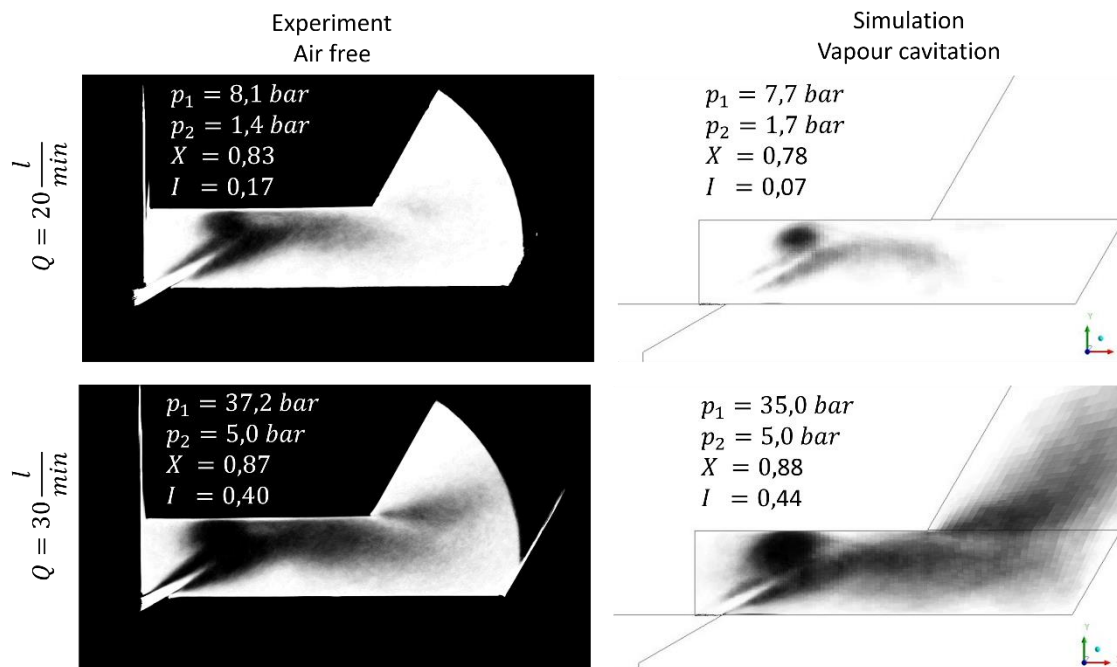 Experiment
Air free
Simulation
Vapour cavitation
Q = 20 l/min
p₁ = 8,1 bar
p₂ = 1,4 bar
X = 0,83
I = 0,17
p₁ = 7,7 bar
p₂ = 1,7 bar
X = 0,78
I = 0,07
Q = 30 l/min
p₁ = 37,2 bar
p₂ = 5,0 bar
X = 0,87
I = 0,40
p₁ = 35,0 bar
p₂ = 5,0 bar
X = 0,88
I = 0,44